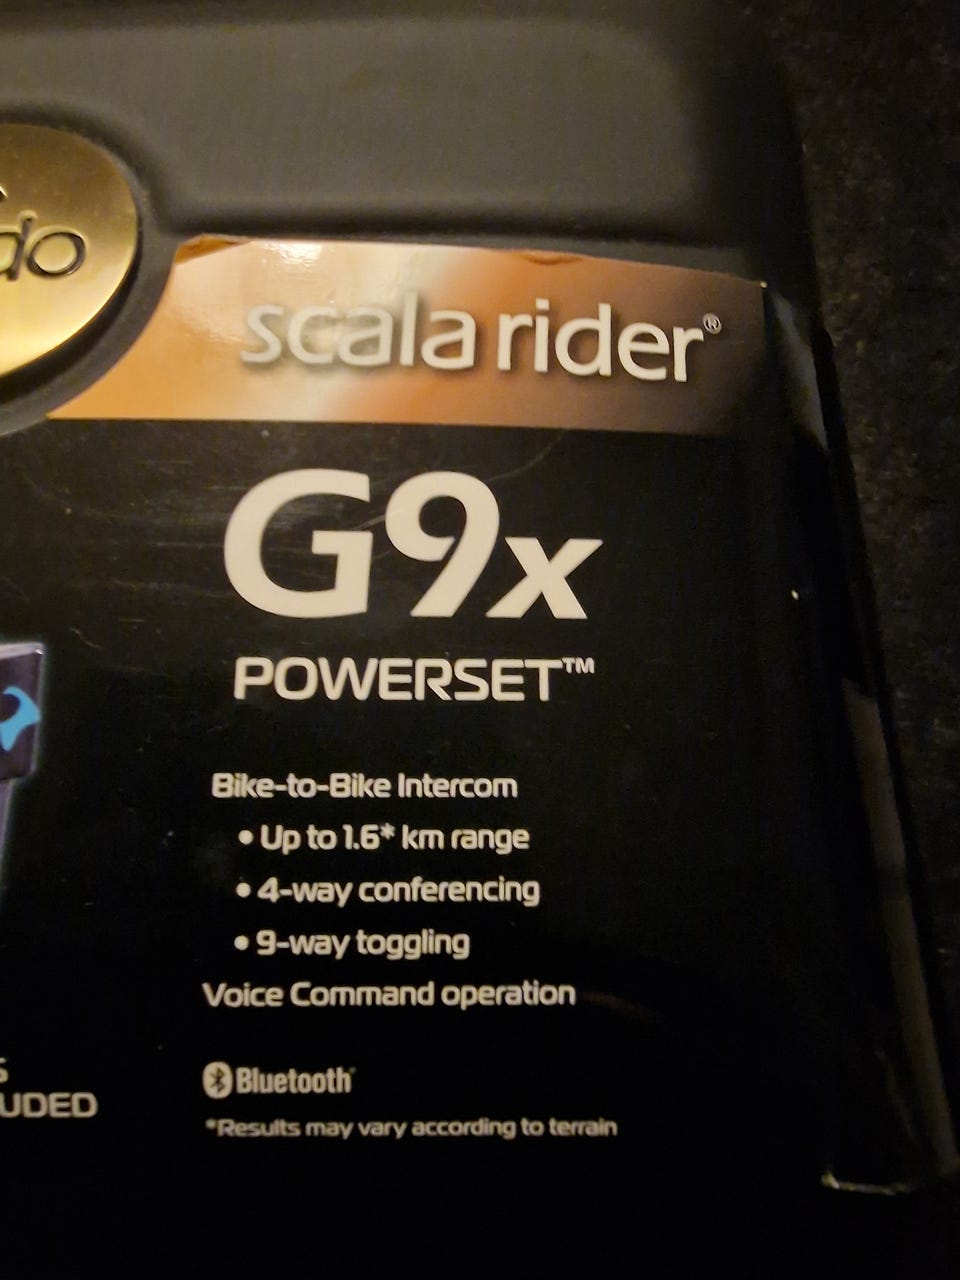 do
scala rider®
G9x
POWERSET™
Bike-to-Bike Intercom
• Up to 1.6* km range
• 4-way conferencing
• 9-way toggling
Voice Command operation
S
UDED
Bluetooth®
*Results may vary according to terrain